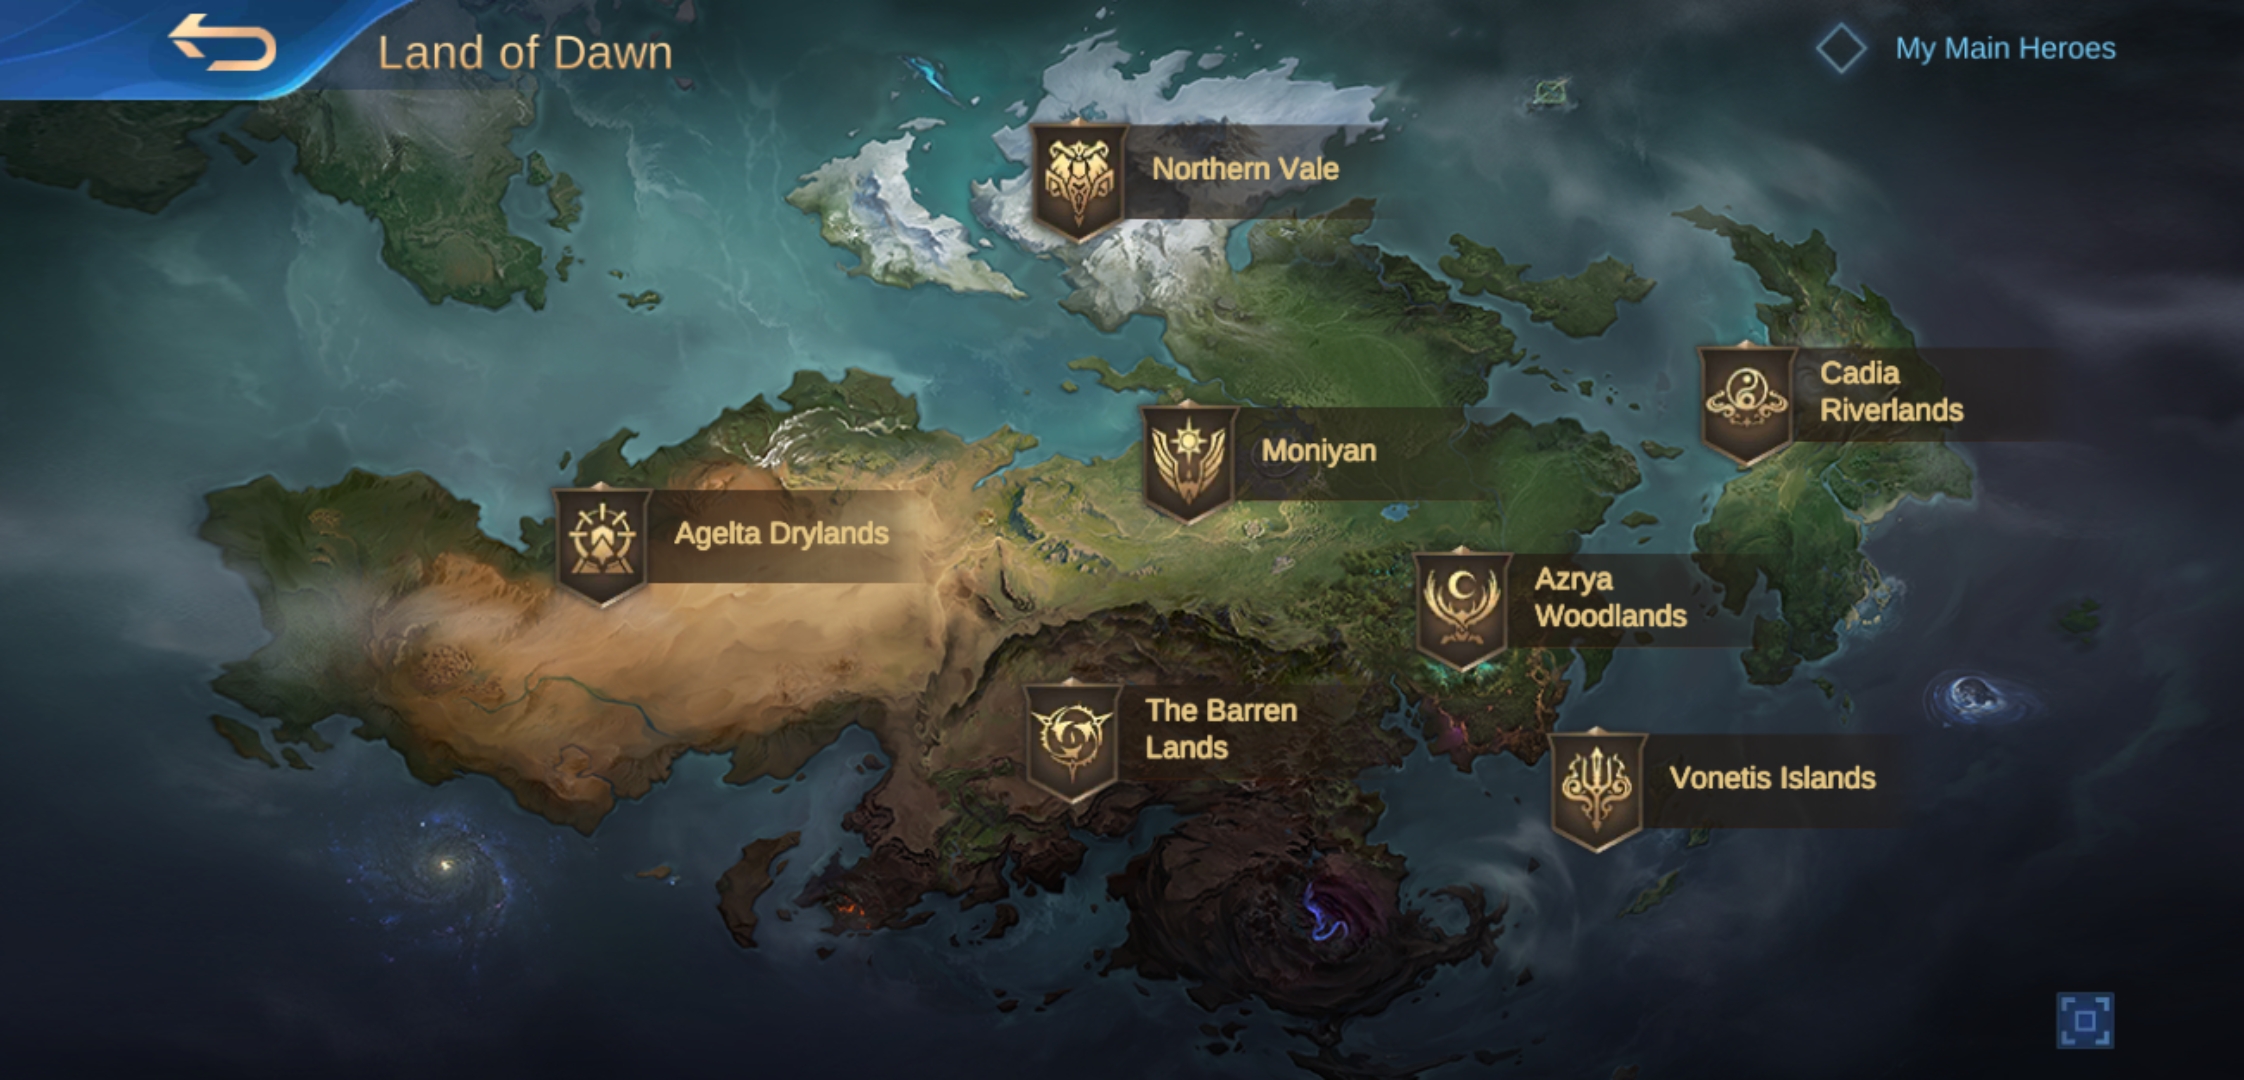 Land of Dawn
My Main Heroes
Northern Vale
Cadia
Riverlands
Moniyan
Agelta Drylands
Azrya
Woodlands
The Barren
Lands
Vonetis Islands